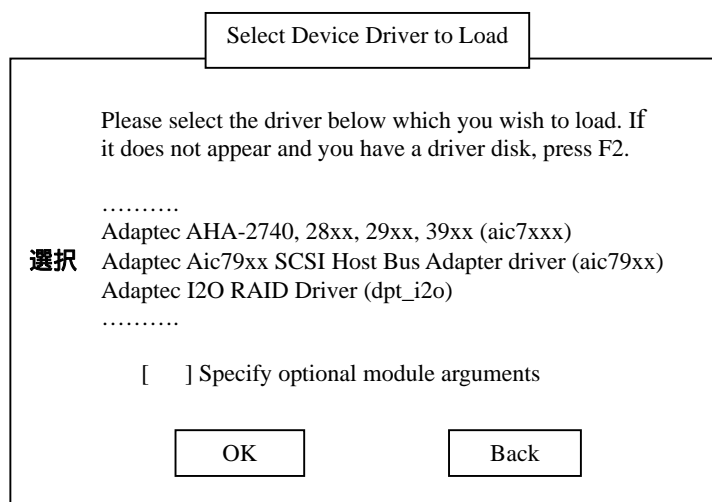 Select Device Driver to Load
Please select the driver below which you wish to load. If
it does not appear and you have a driver disk, press F2.
……….
Adaptec AHA-2740, 28xx, 29xx, 39xx (aic7xxx)
選択 Adaptec Aic79xx SCSI Host Bus Adapter driver (aic79xx)
Adaptec I2O RAID Driver (dpt_i2o)
……….
[ ] Specify optional module arguments
OK Back